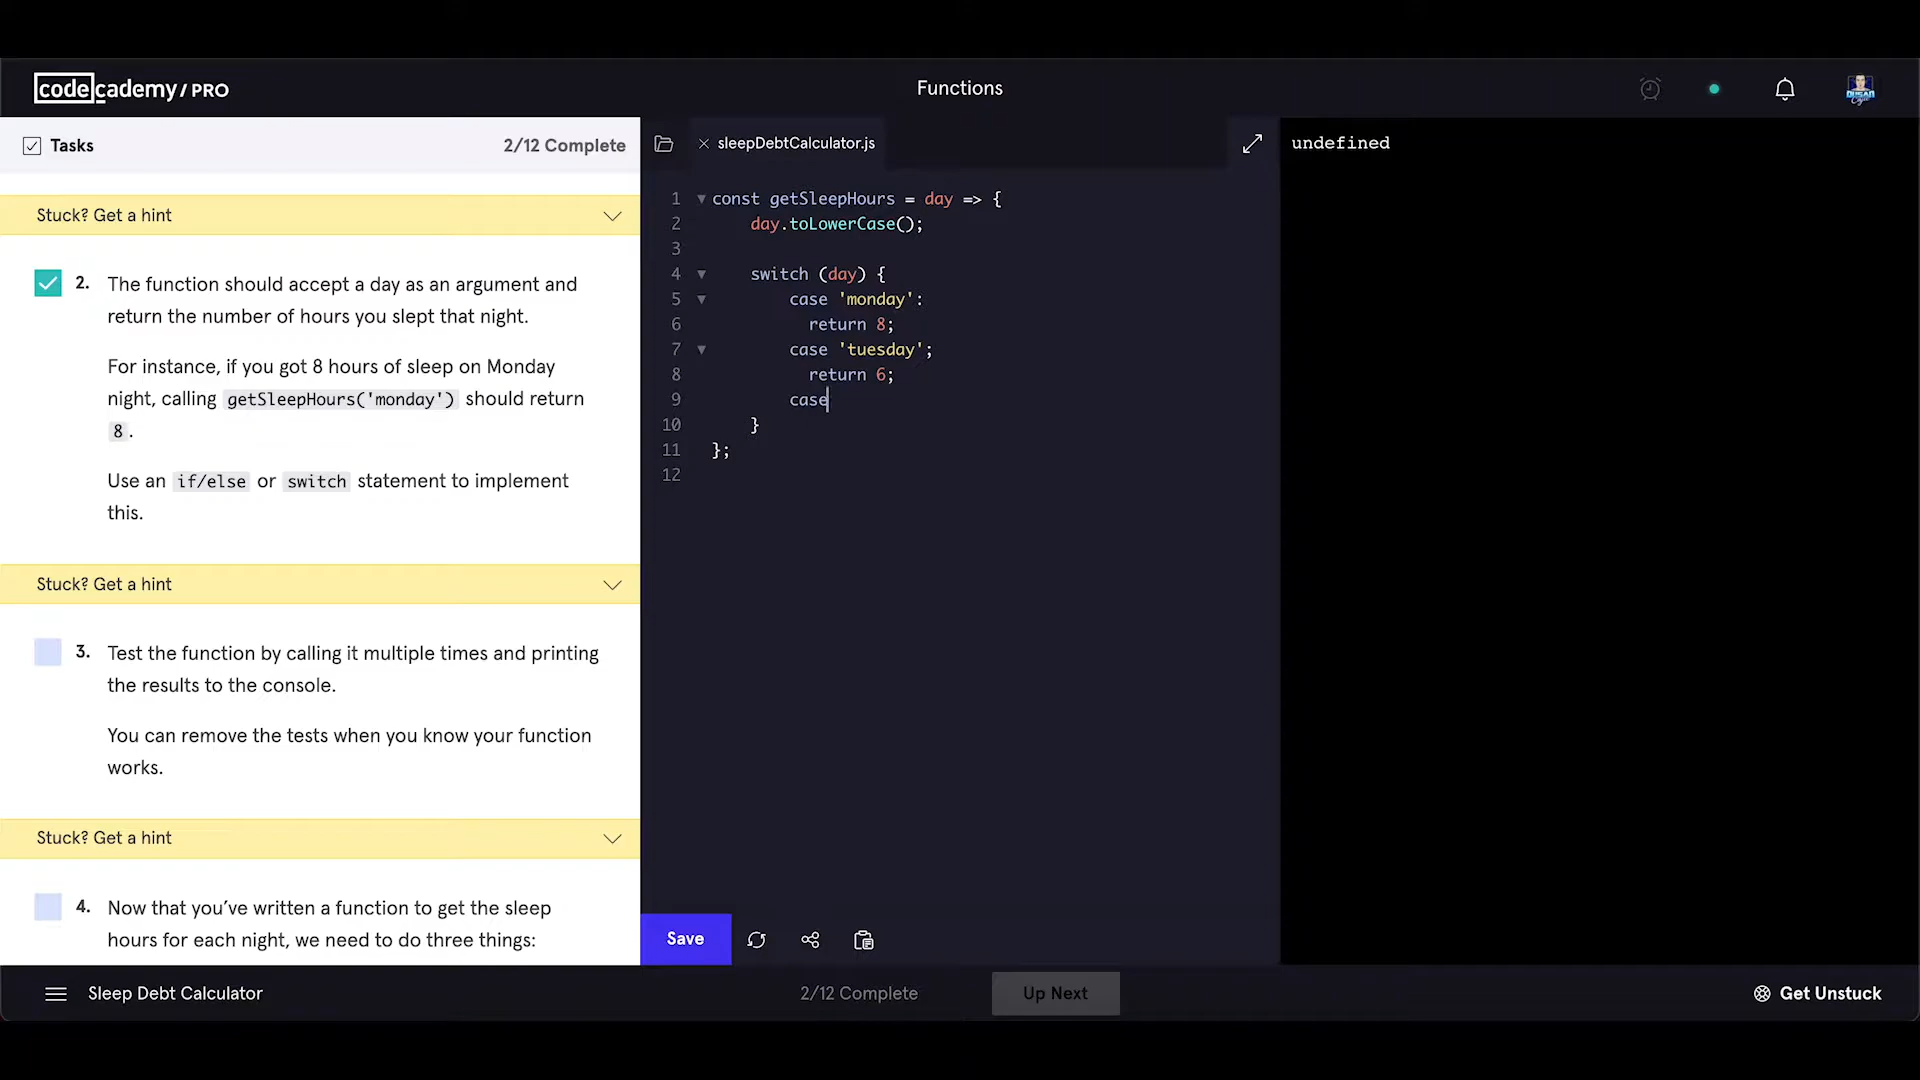 codecademy/PRO
Functions
Tasks
2/12 Complete
Stuck? Get a hint
2. The function should accept a day as an argument and
return the number of hours you slept that night.
For instance, if you got 8 hours of sleep on Monday
night, calling getSleepHours('monday') should return
8.
Use an if/else or switch statement to implement
this.
Stuck? Get a hint
3. Test the function by calling it multiple times and printing
the results to the console.
You can remove the tests when you know your function
works.
Stuck? Get a hint
4. Now that you've written a function to get the sleep
hours for each night, we need to do three things:
sleepDebtCalculator.js
1 const getSleepHours = day => {
2 day.toLowerCase();
3
4 switch (day) {
5 case 'monday':
6 return 8;
7 case 'tuesday';
8 return 6;
9 case
10 }
11 };
12
Save
undefined
Sleep Debt Calculator
2/12 Complete
Up Next
Get Unstuck